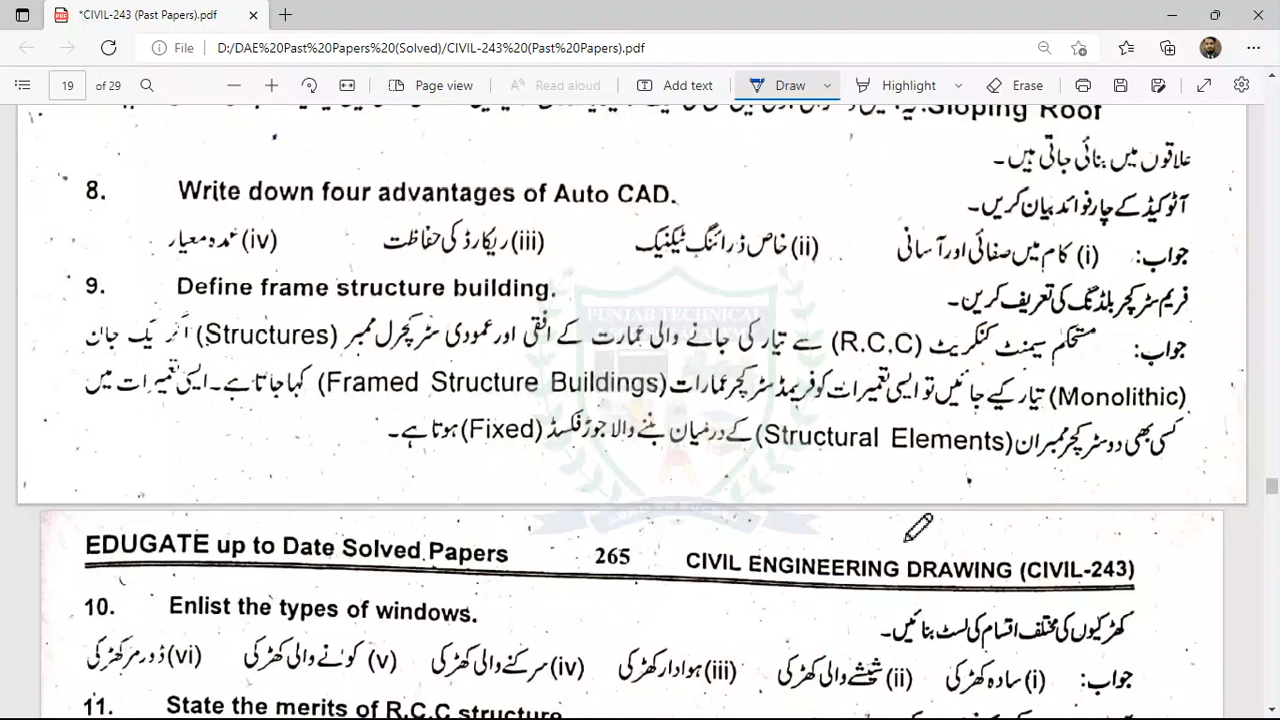 *CIVIL-243 (Past Papers).pdf
File D:/DAE%20Past%20Papers%20(Solved)/CIVIL-243%20(Past%20Papers).pdf
19 of 29 Page view Read aloud Add text Draw Highlight Erase
Sloping Roof
علاقوں میں بنائی جاتی ہیں۔
8. Write down four advantages of Auto CAD. آٹو کیڈ کے چار فوائد بیان کریں۔
جواب: (i) کام میں صفائی اور آسانی (ii) خاص ڈرائنگ ٹیکنیک (iii) ریکارڈ کی حفاظت (iv) عمدہ معیار
9. Define frame structure building. فریم سٹرکچر بلڈنگ کی تعریف کریں۔
PUNJAB TECHNICAL
جواب: مستحکم سیمنٹ کنکریٹ (R.C.C) سے تیار کی جانے والی عمارت کے افقی اور عمودی سٹرکچرل ممبر (Structures) اگر یک جان
(Monolithic) تیار کیے جائیں تو ایسی تعمیرات کو فریمڈ سٹرکچر عمارات (Framed Structure Buildings) کہا جاتا ہے۔ ایسی تعمیرات میں
کسی بھی دو سٹرکچر ممبران (Structural Elements) کے درمیان بننے والا جوڑ فکسڈ (Fixed) ہوتا ہے۔
EDUGATE up to Date Solved Papers 265 CIVIL ENGINEERING DRAWING (CIVIL-243)
10. Enlist the types of windows. کھڑکیوں کی مختلف اقسام کی لسٹ بنائیں۔
جواب: (i) سادہ کھڑکی (ii) شیشے والی کھڑکی (iii) ہوادار کھڑکی (iv) سرکنے والی کھڑکی (v) کونے والی کھڑکی (vi) ڈورمر کھڑکی
11. State the merits of R.C.C structure